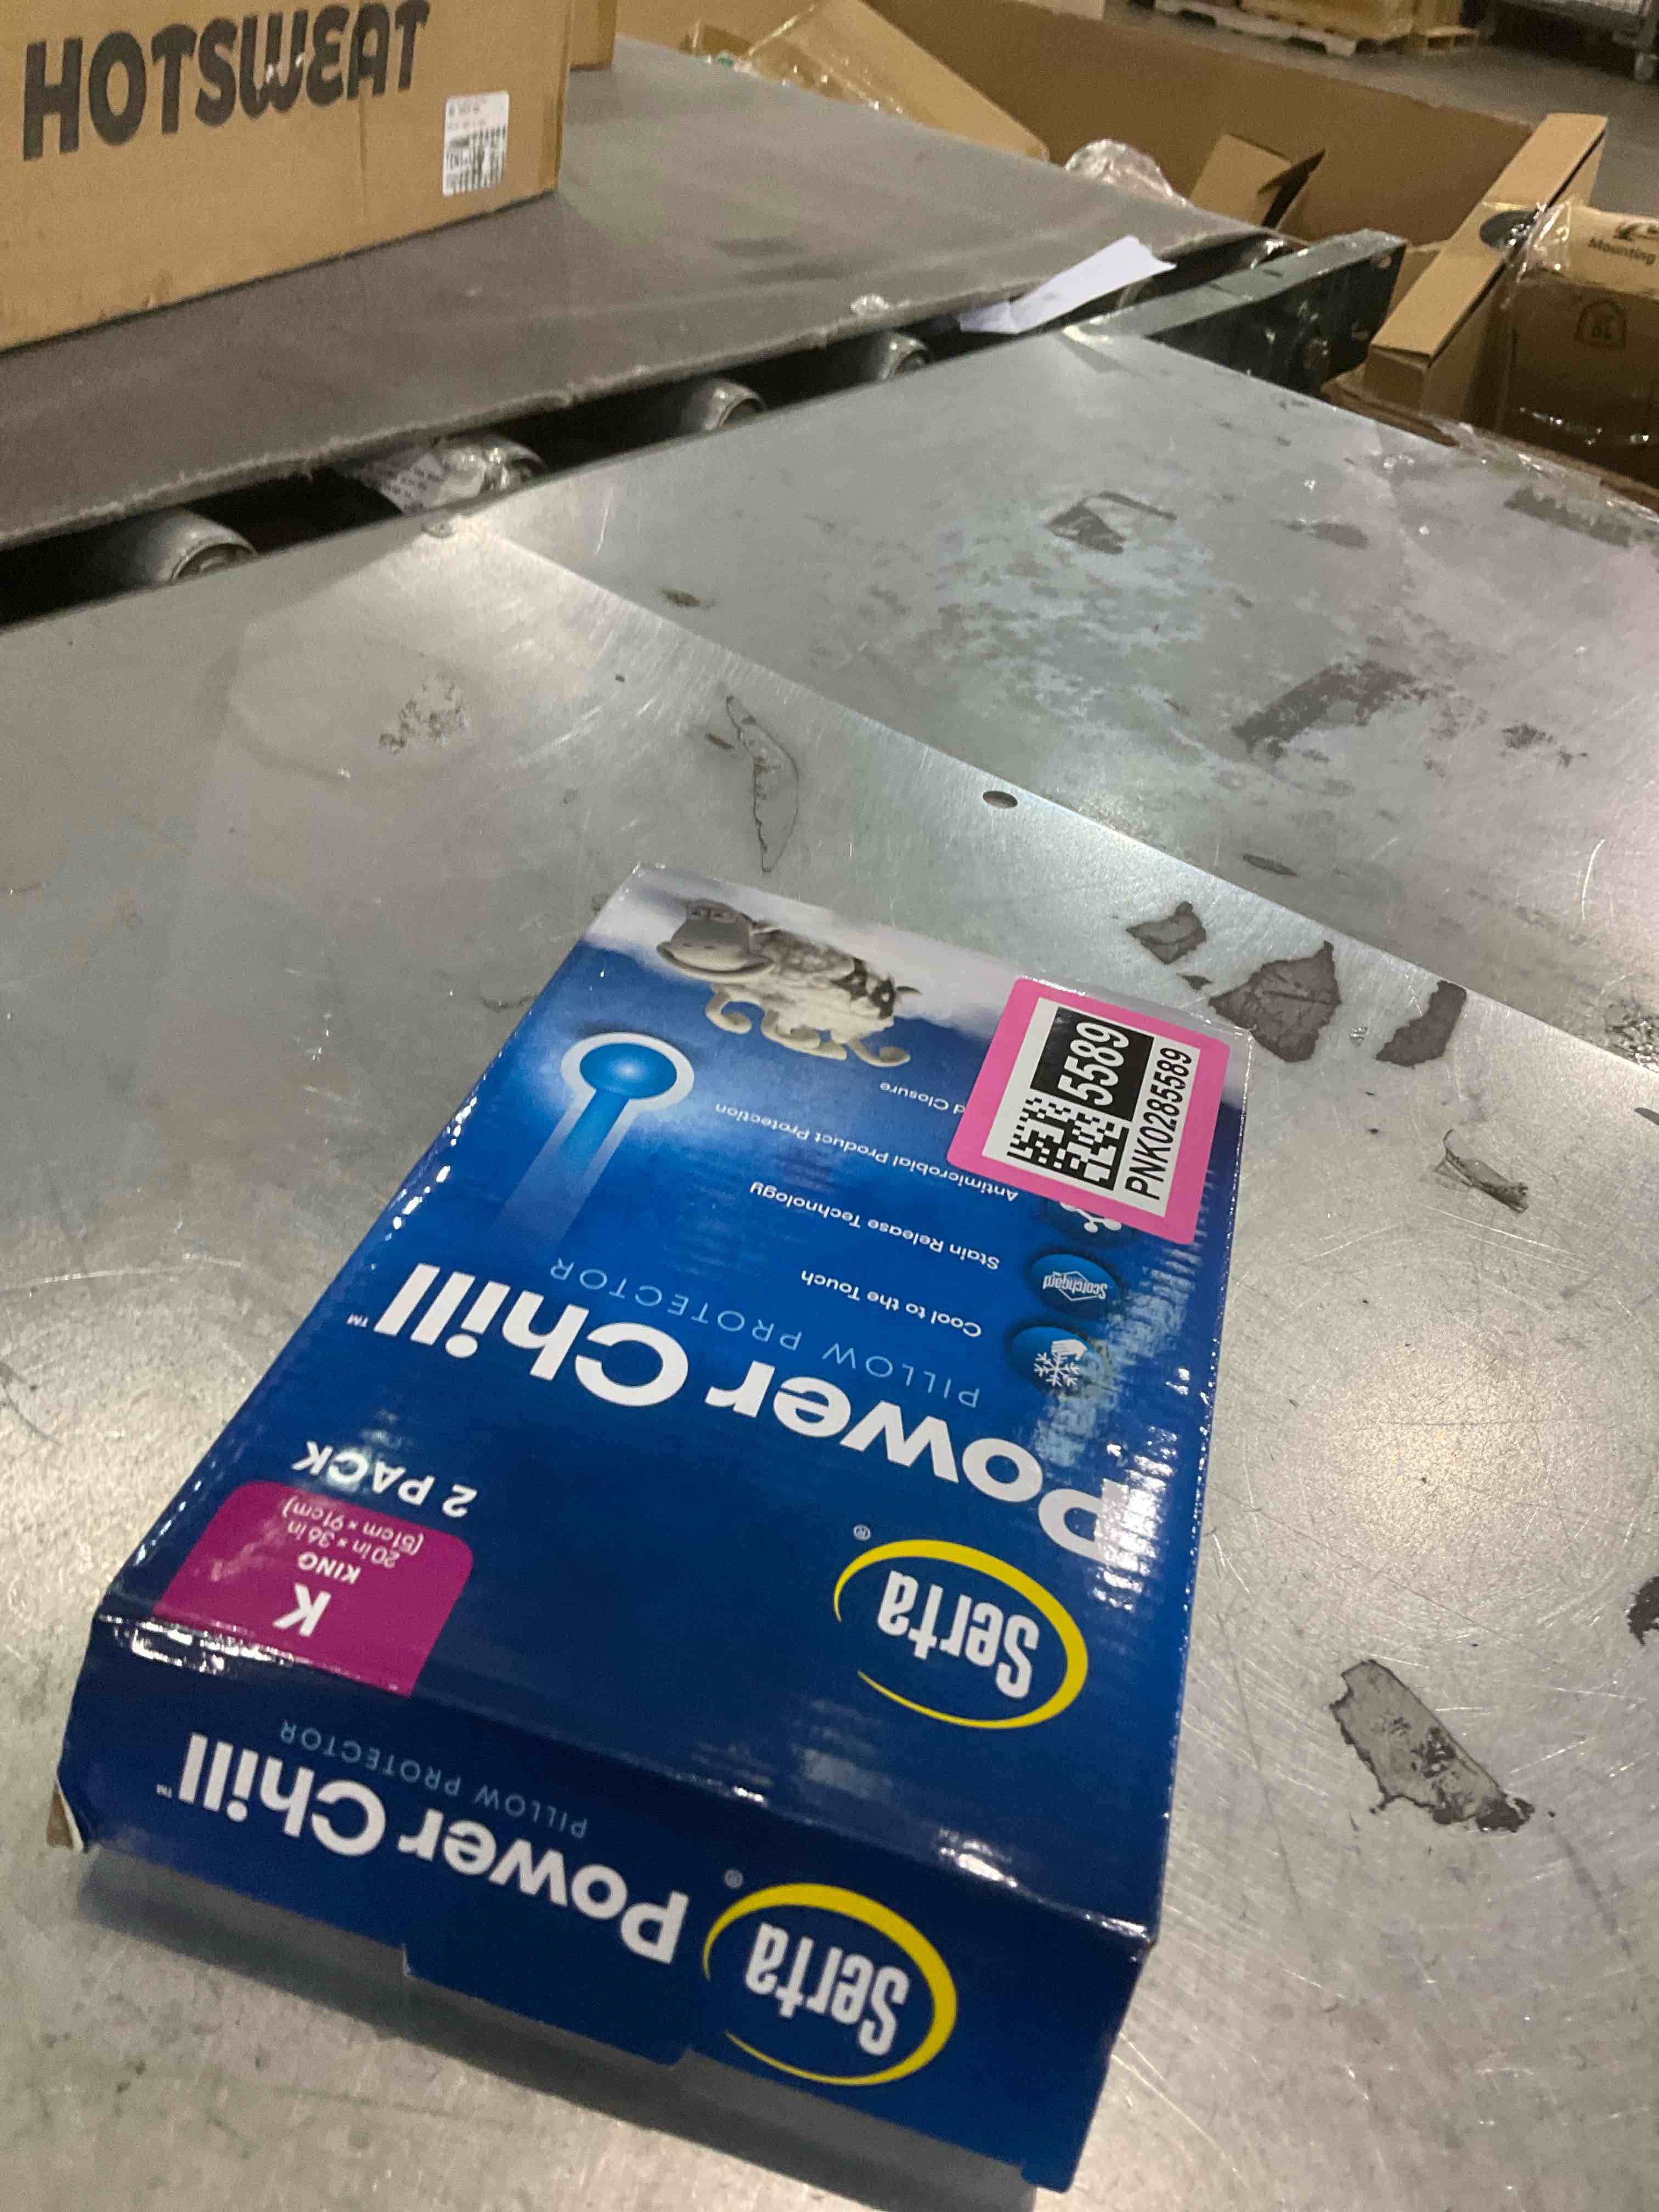 HOTSWEAT
Mounting
Serta®
Power Chill™
PILLOW PROTECTOR
Cool to the Touch
Scotchgard
Stain Release Technology
Antimicrobial Product Protection
d Closure
2 PACK
K
KING
20 in × 36 in
(51cm × 91cm)
5589
PNK0285589
Serta®
Power Chill™
PILLOW PROTECTOR